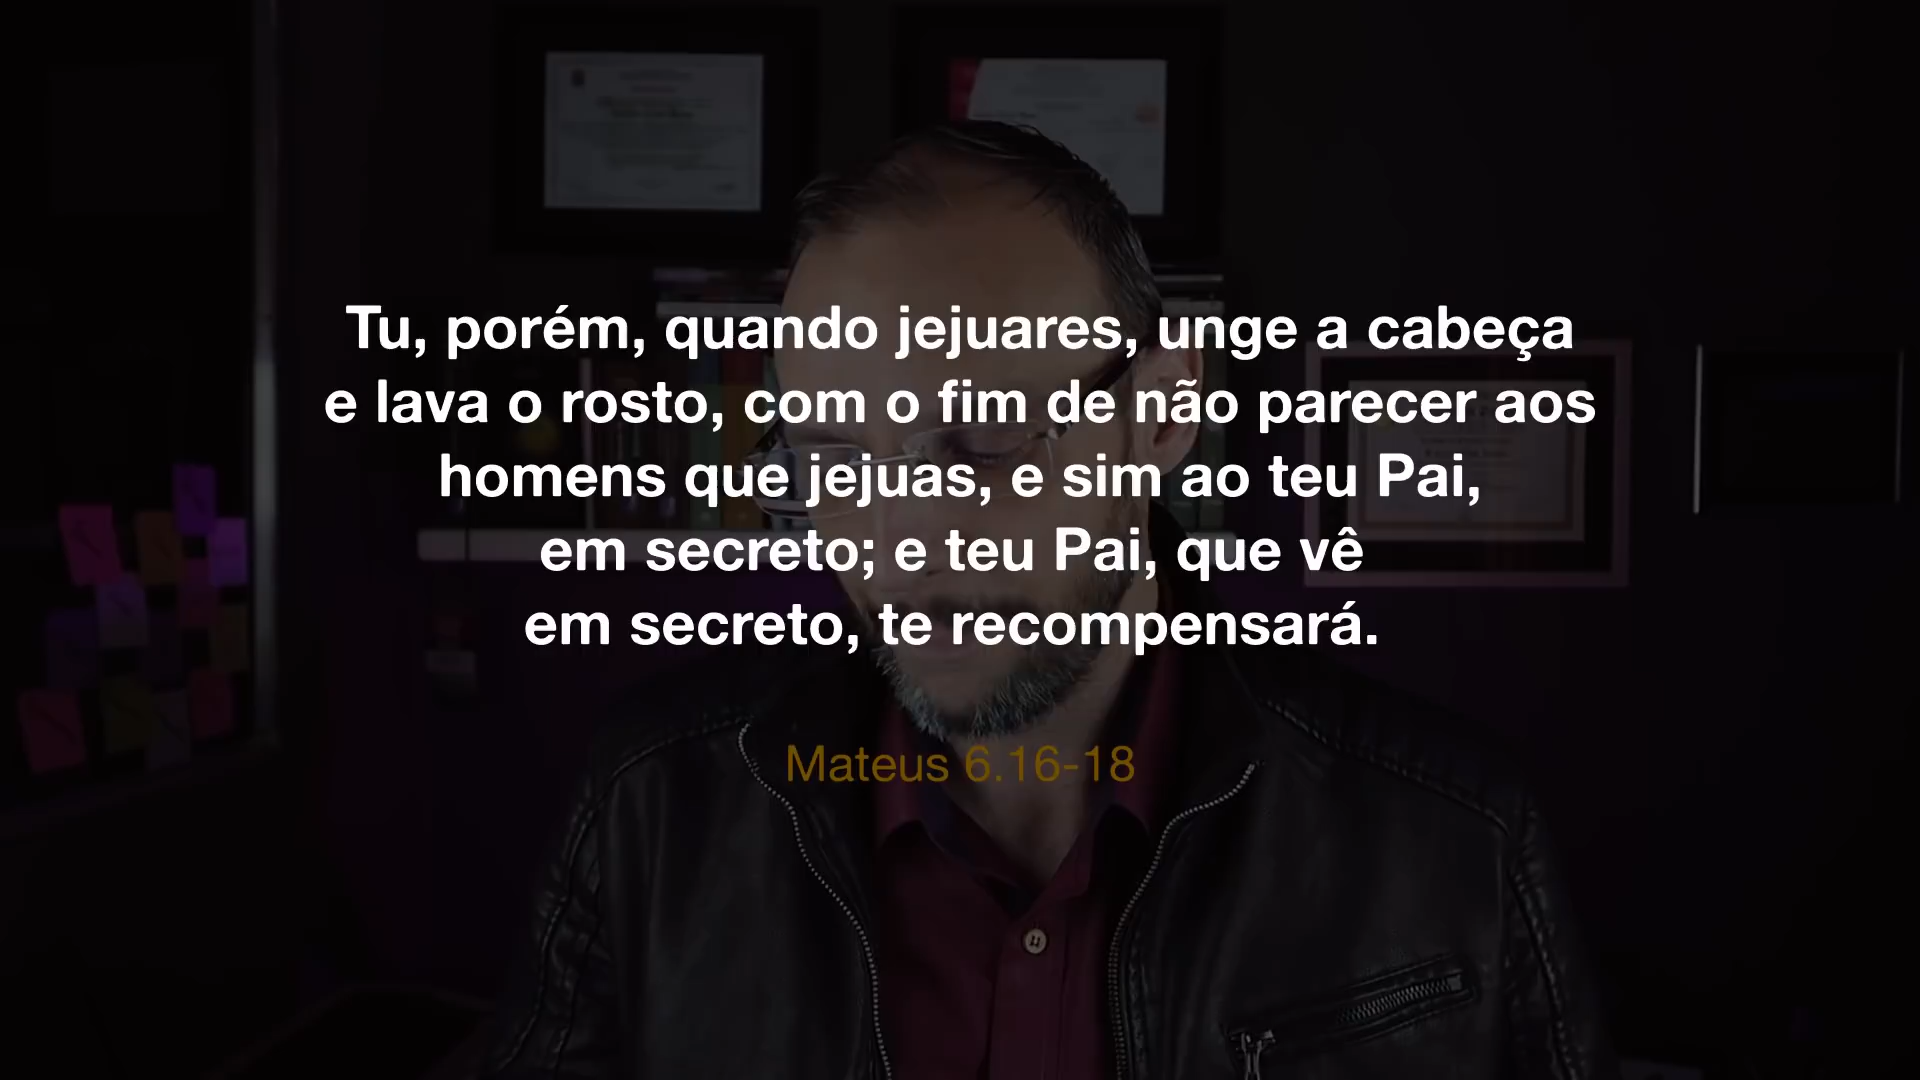 Tu, porém, quando jejuares, unge a cabeça
e lava o rosto, com o fim de não parecer aos
homens que jejuas, e sim ao teu Pai,
em secreto; e teu Pai, que vê
em secreto, te recompensará.
Mateus 6.16-18